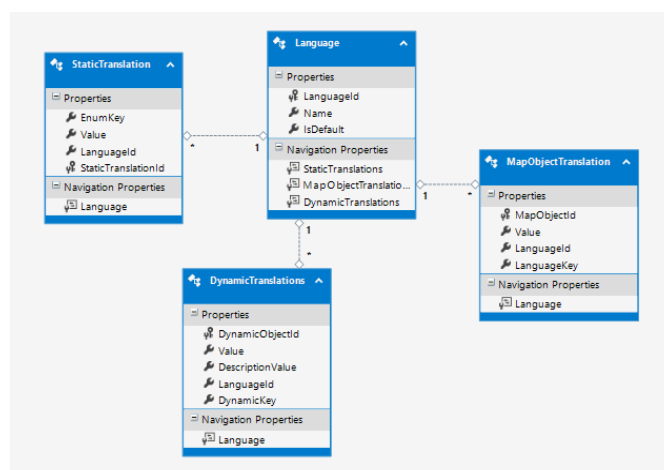 StaticTranslation
Properties
EnumKey
Value
LanguageId
StaticTranslationId
Navigation Properties
Language
*
1
Language
Properties
LanguageId
Name
IsDefault
Navigation Properties
StaticTranslations
MapObjectTranslatio...
DynamicTranslations
1
*
MapObjectTranslation
Properties
MapObjectId
Value
LanguageId
LanguageKey
Navigation Properties
Language
1
*
DynamicTranslations
Properties
DynamicObjectId
Value
DescriptionValue
LanguageId
DynamicKey
Navigation Properties
Language